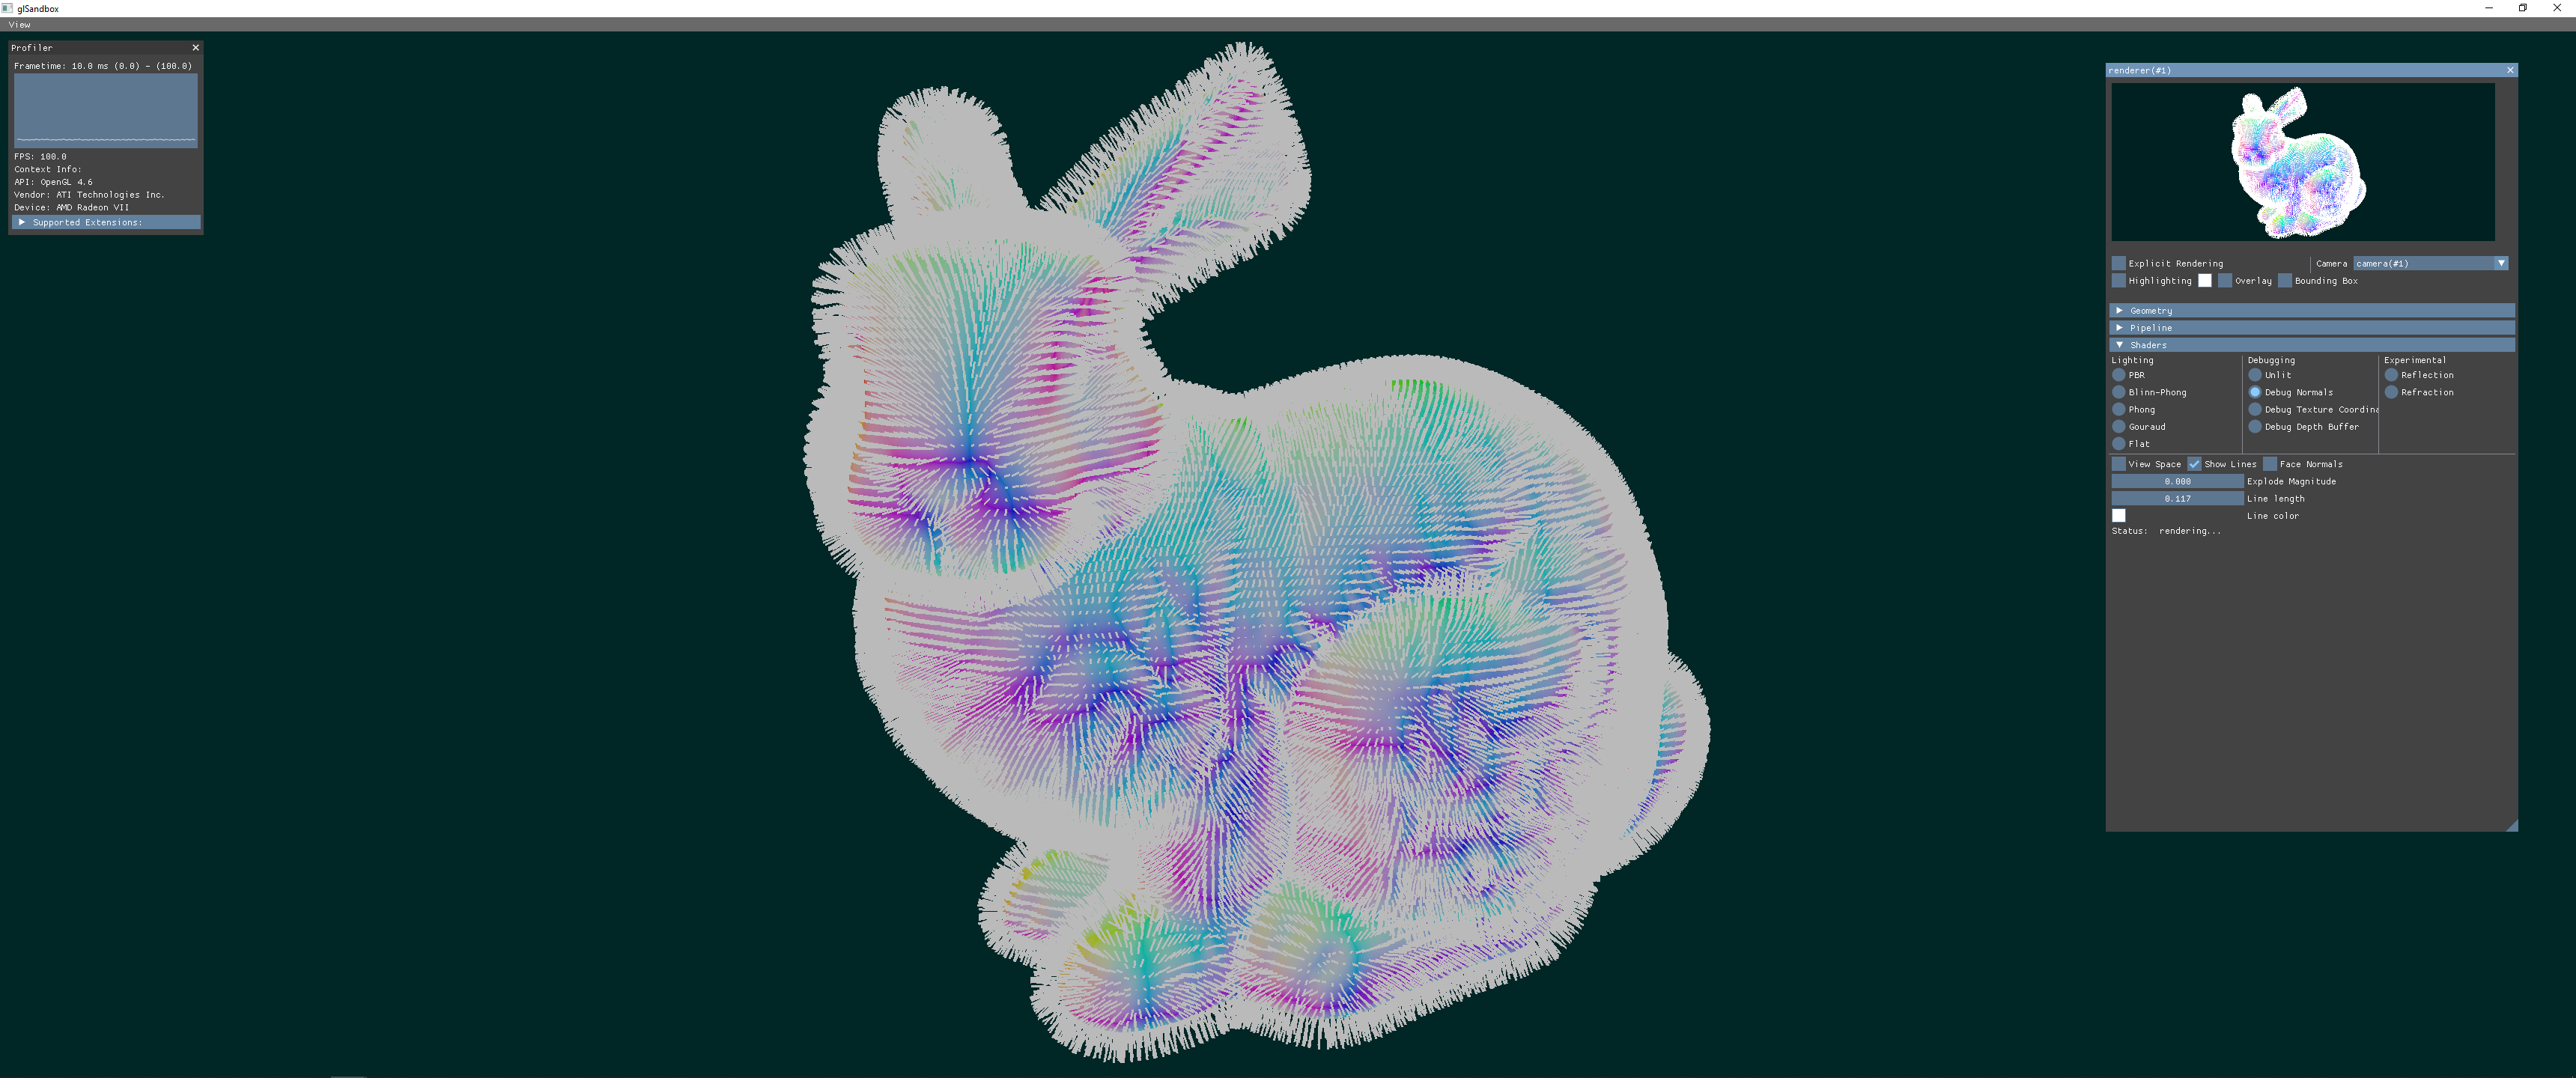 glSandbox
View
Profiler
Frametime: 10.0 ms (0.0) - (100.0)
FPS: 100.0
Context Info:
API: OpenGL 4.6
Vendor: ATI Technologies Inc.
Device: AMD Radeon VII
Supported Extensions:
renderer(#1)
Explicit Rendering
Camera camera(#1)
Highlighting Overlay Bounding Box
Geometry
Pipeline
Shaders
Lighting Debugging Experimental
PBR Unlit Reflection
Blinn-Phong Debug Normals Refraction
Phong Debug Texture Coordina
Gouraud Debug Depth Buffer
Flat
View Space Show Lines Face Normals
0.000 Explode Magnitude
0.117 Line length
Line color
Status: rendering...